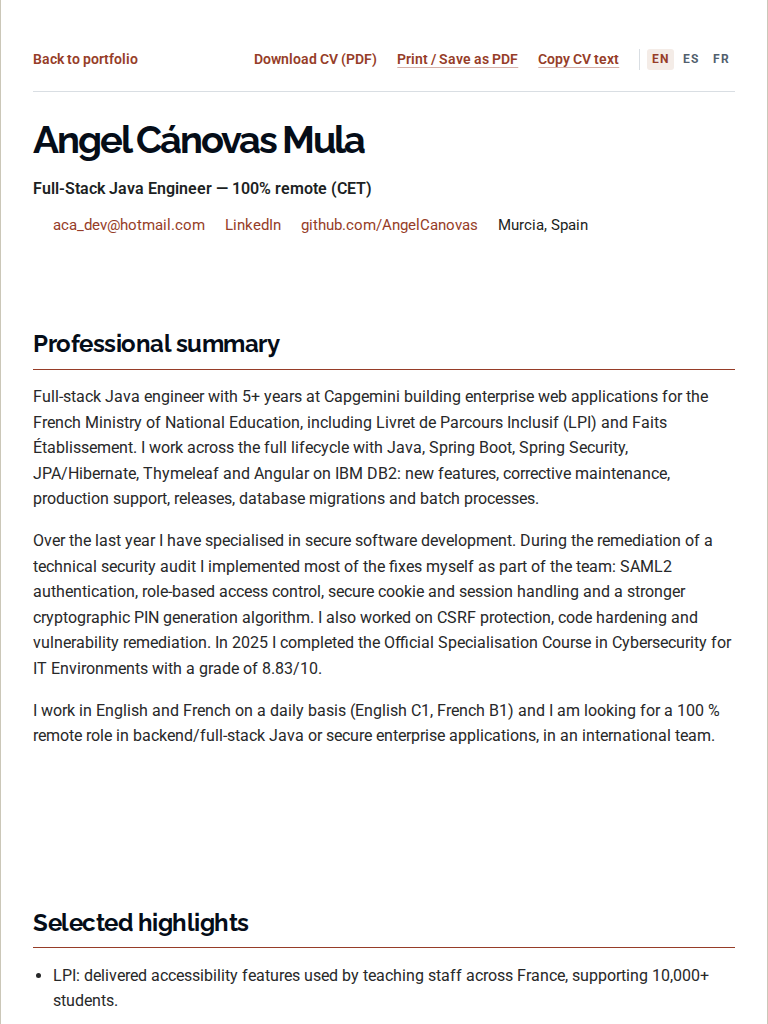 Back to portfolio Download CV (PDF) Print / Save as PDF Copy CV text EN ES FR
Angel Cánovas Mula
Full-Stack Java Engineer — 100% remote (CET)
aca_dev@hotmail.com LinkedIn github.com/AngelCanovas Murcia, Spain
Professional summary
Full-stack Java engineer with 5+ years at Capgemini building enterprise web applications for the
French Ministry of National Education, including Livret de Parcours Inclusif (LPI) and Faits
Établissement. I work across the full lifecycle with Java, Spring Boot, Spring Security,
JPA/Hibernate, Thymeleaf and Angular on IBM DB2: new features, corrective maintenance,
production support, releases, database migrations and batch processes.
Over the last year I have specialised in secure software development. During the remediation of a
technical security audit I implemented most of the fixes myself as part of the team: SAML2
authentication, role-based access control, secure cookie and session handling and a stronger
cryptographic PIN generation algorithm. I also worked on CSRF protection, code hardening and
vulnerability remediation. In 2025 I completed the Official Specialisation Course in Cybersecurity for
IT Environments with a grade of 8.83/10.
I work in English and French on a daily basis (English C1, French B1) and I am looking for a 100 %
remote role in backend/full-stack Java or secure enterprise applications, in an international team.
Selected highlights
• LPI: delivered accessibility features used by teaching staff across France, supporting 10,000+
students.